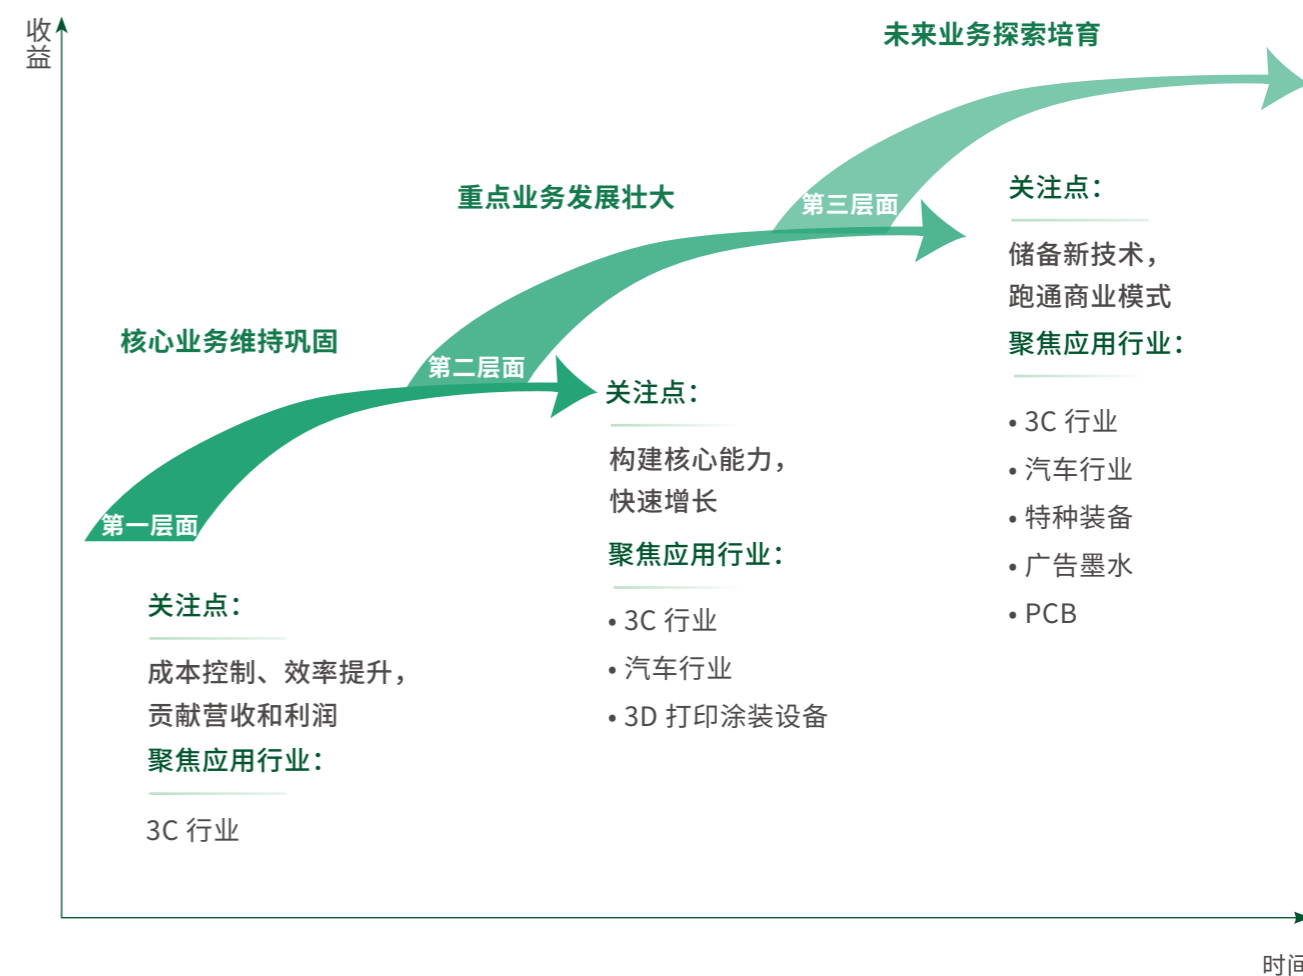 收益
未来业务探索培育
第三层面
关注点：
储备新技术，
跑通商业模式
聚焦应用行业：
• 3C 行业
• 汽车行业
• 特种装备
• 广告墨水
• PCB
重点业务发展壮大
第二层面
关注点：
构建核心能力，
快速增长
聚焦应用行业：
• 3C 行业
• 汽车行业
• 3D 打印涂装设备
核心业务维持巩固
第一层面
关注点：
成本控制、效率提升，
贡献营收和利润
聚焦应用行业：
3C 行业
时间